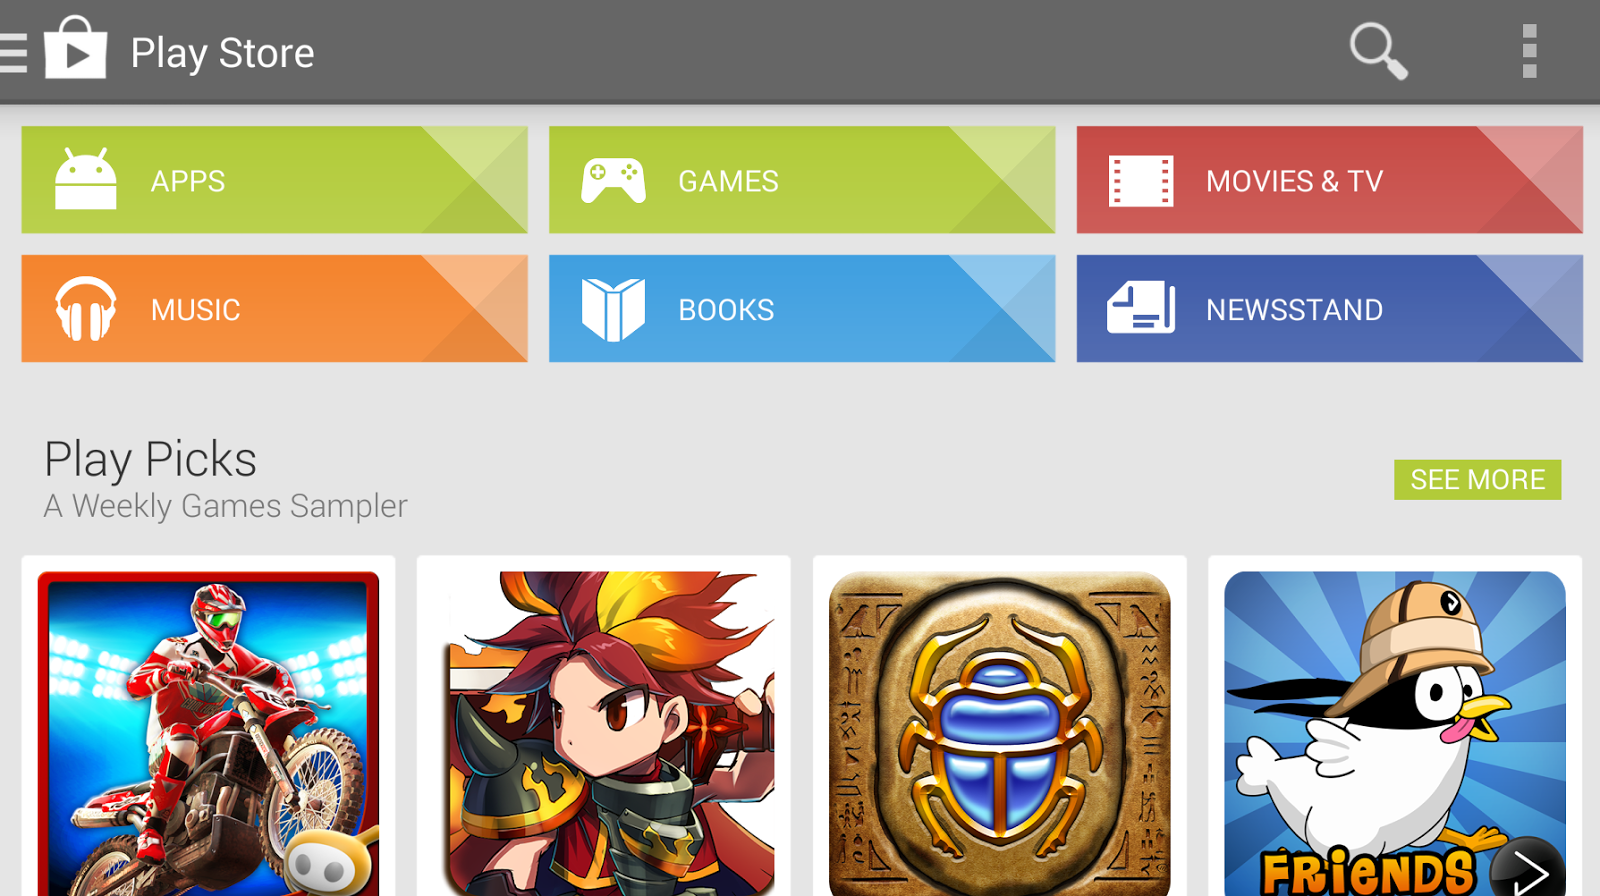 Play Store
APPS
GAMES
MOVIES & TV
MUSIC
BOOKS
NEWSSTAND
Play Picks
A Weekly Games Sampler
SEE MORE
FRiENDS